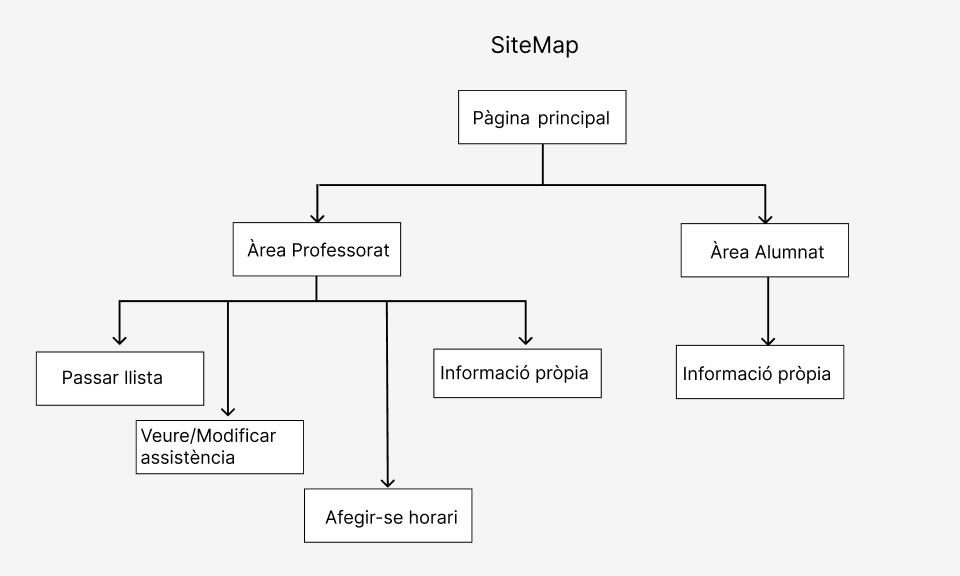 SiteMap
Pàgina principal
Àrea Professorat
Àrea Alumnat
Passar llista
Informació pròpia
Informació pròpia
Veure/Modificar
assistència
Afegir-se horari